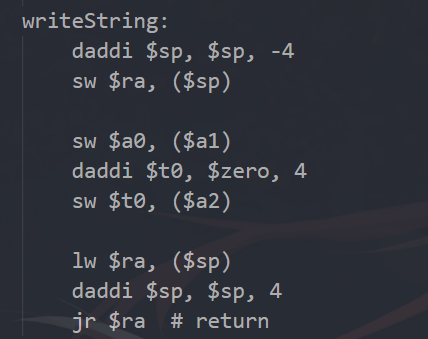 writeString:
    daddi $sp, $sp, -4
    sw $ra, ($sp)

    sw $a0, ($a1)
    daddi $t0, $zero, 4
    sw $t0, ($a2)

    lw $ra, ($sp)
    daddi $sp, $sp, 4
    jr $ra  # return